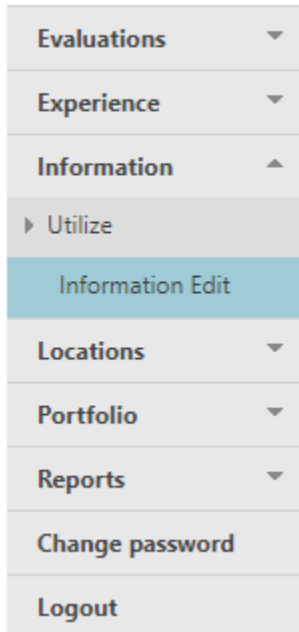 Evaluations
Experience
Information
Utilize
Information Edit
Locations
Portfolio
Reports
Change password
Logout